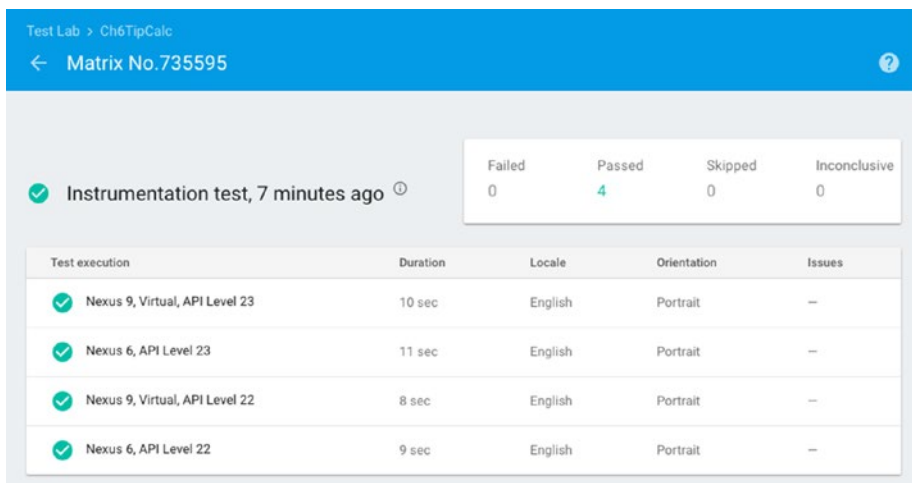 Test Lab > Ch6TipCalc
← Matrix No.735595
?
Instrumentation test, 7 minutes ago
Failed Passed Skipped Inconclusive
0 4 0 0
Test execution Duration Locale Orientation Issues
Nexus 9, Virtual, API Level 23 10 sec English Portrait —
Nexus 6, API Level 23 11 sec English Portrait —
Nexus 9, Virtual, API Level 22 8 sec English Portrait —
Nexus 6, API Level 22 9 sec English Portrait —